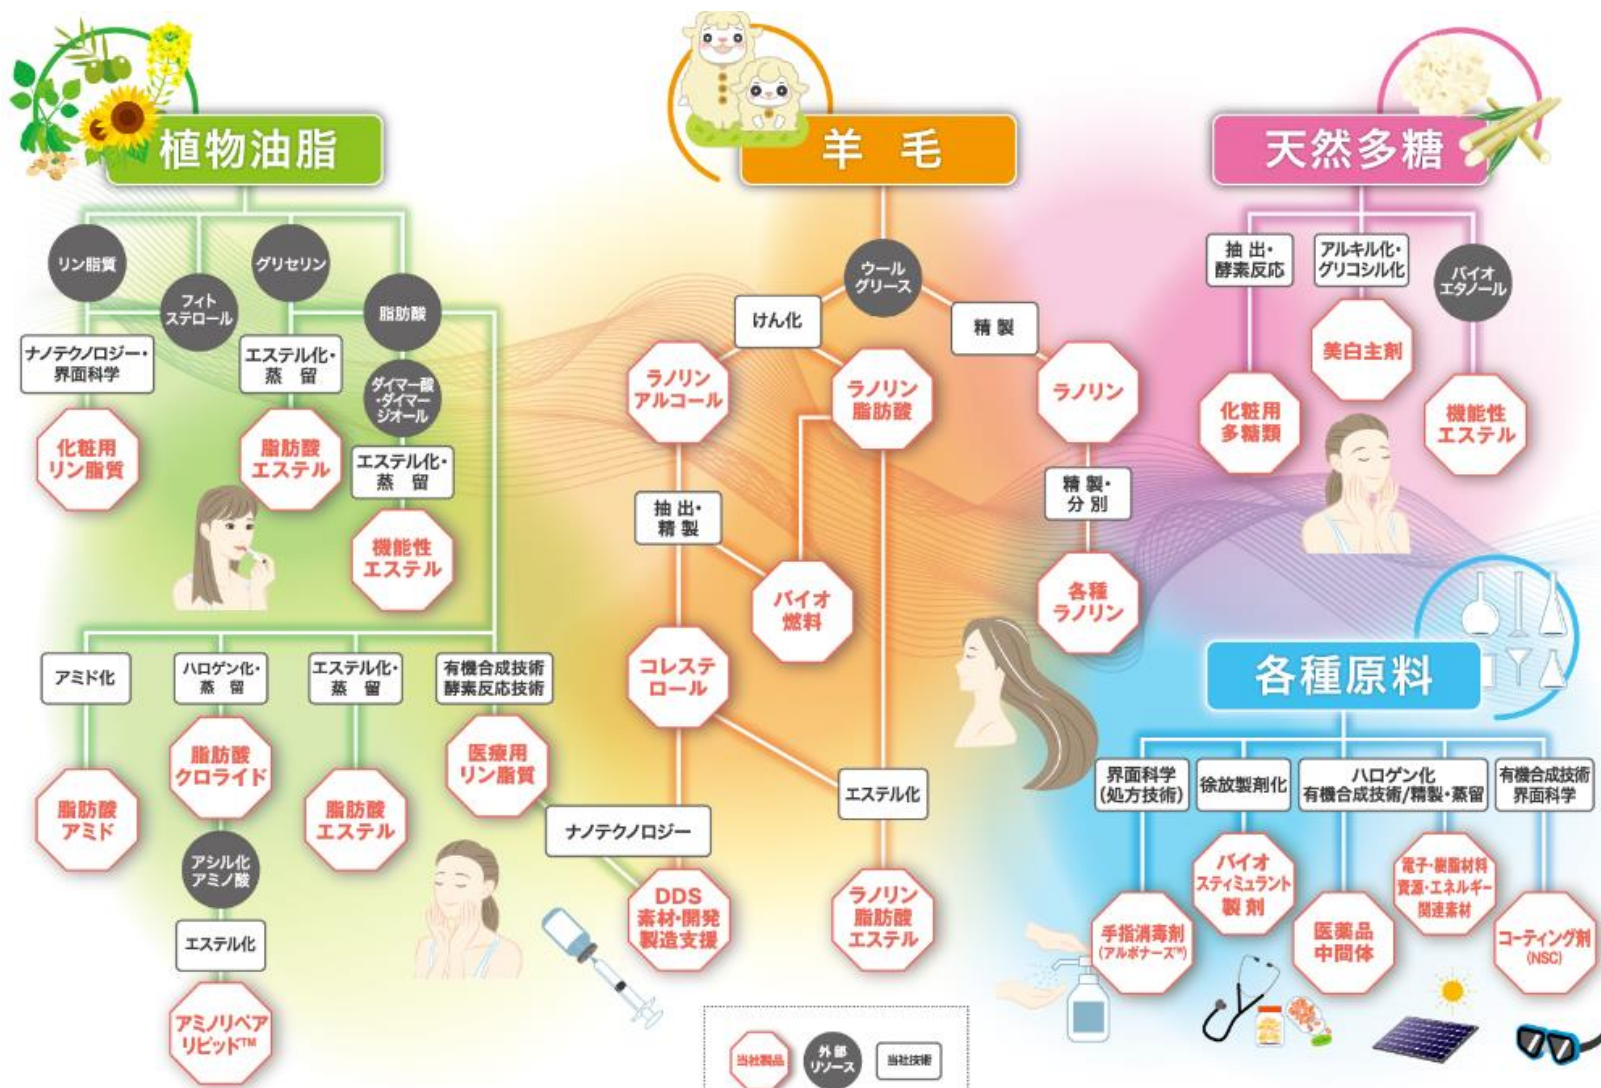 植物油脂
羊毛
天然多糖
リン脂質
フィト
ステロール
グリセリン
脂肪酸
ナノテクノロジー・
界面科学
化粧用
リン脂質
エステル化・
蒸留
脂肪酸
エステル
ダイマー酸
・ダイマー
ジオール
エステル化・
蒸留
機能性
エステル
アミド化
脂肪酸
アミド
ハロゲン化・
蒸留
脂肪酸
クロライド
アシル化
アミノ酸
エステル化
アミノリペア
リピッド™
エステル化・
蒸留
脂肪酸
エステル
有機合成技術
酵素反応技術
医療用
リン脂質
ナノテクノロジー
DDS
素材・開発
製造支援
ウール
グリース
けん化
精製
ラノリン
アルコール
ラノリン
脂肪酸
ラノリン
抽出・
精製
バイオ
燃料
精製・
分別
各種
ラノリン
コレステ
ロール
エステル化
ラノリン
脂肪酸
エステル
抽出・
酵素反応
化粧用
多糖類
アルキル化・
グリコシル化
美白主剤
バイオ
エタノール
機能性
エステル
各種原料
界面科学
(処方技術)
手指消毒剤
(アルボナース™)
徐放製剤化
バイオ
スティミュラント
製剤
ハロゲン化
有機合成技術/精製・蒸留
医薬品
中間体
電子・樹脂材料
資源・エネルギー
関連素材
有機合成技術
界面科学
コーティング剤
(NSC)
当社製品
外部
リソース
当社技術